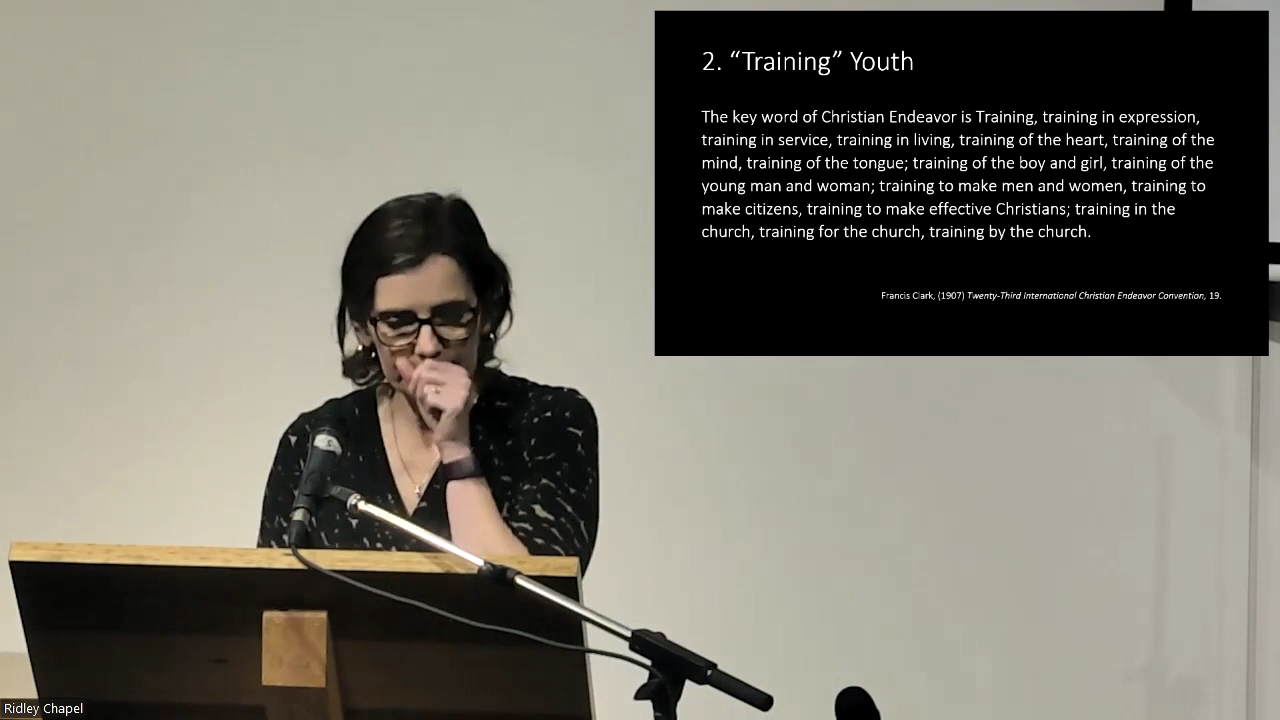 2. “Training” Youth
The key word of Christian Endeavor is Training, training in expression,
training in service, training in living, training of the heart, training of the
mind, training of the tongue; training of the boy and girl, training of the
young man and woman; training to make men and women, training to
make citizens, training to make effective Christians; training in the
church, training for the church, training by the church.
Francis Clark, (1907) Twenty-Third International Christian Endeavor Convention, 19.
Ridley Chapel